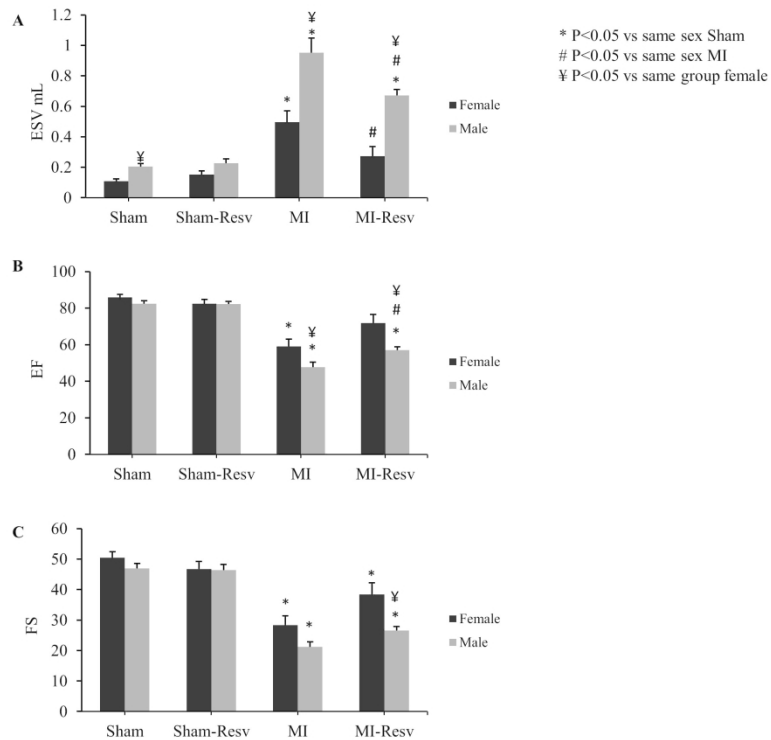 A
* P<0.05 vs same sex Sham
# P<0.05 vs same sex MI
¥ P<0.05 vs same group female
ESV mL
1.2
1
0.8
0.6
0.4
0.2
0
¥
*
¥
*
¥
#
*
#
Female
Male
Sham Sham-Resv MI MI-Resv
B
EF
100
80
60
40
20
0
*
¥
*
¥
#
*
Female
Male
Sham Sham-Resv MI MI-Resv
C
FS
60
50
40
30
20
10
0
*
*
*
¥
*
Female
Male
Sham Sham-Resv MI MI-Resv